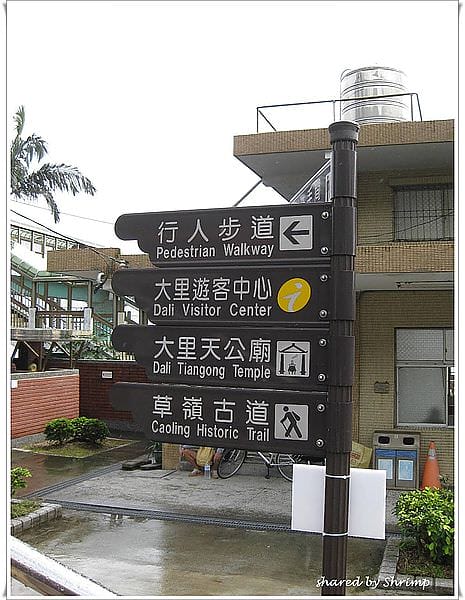 行人步道
Pedestrian Walkway
大里遊客中心
Dali Visitor Center
大里天公廟
Dali Tiangong Temple
草嶺古道
Caoling Historic Trail
shared by Shrimp